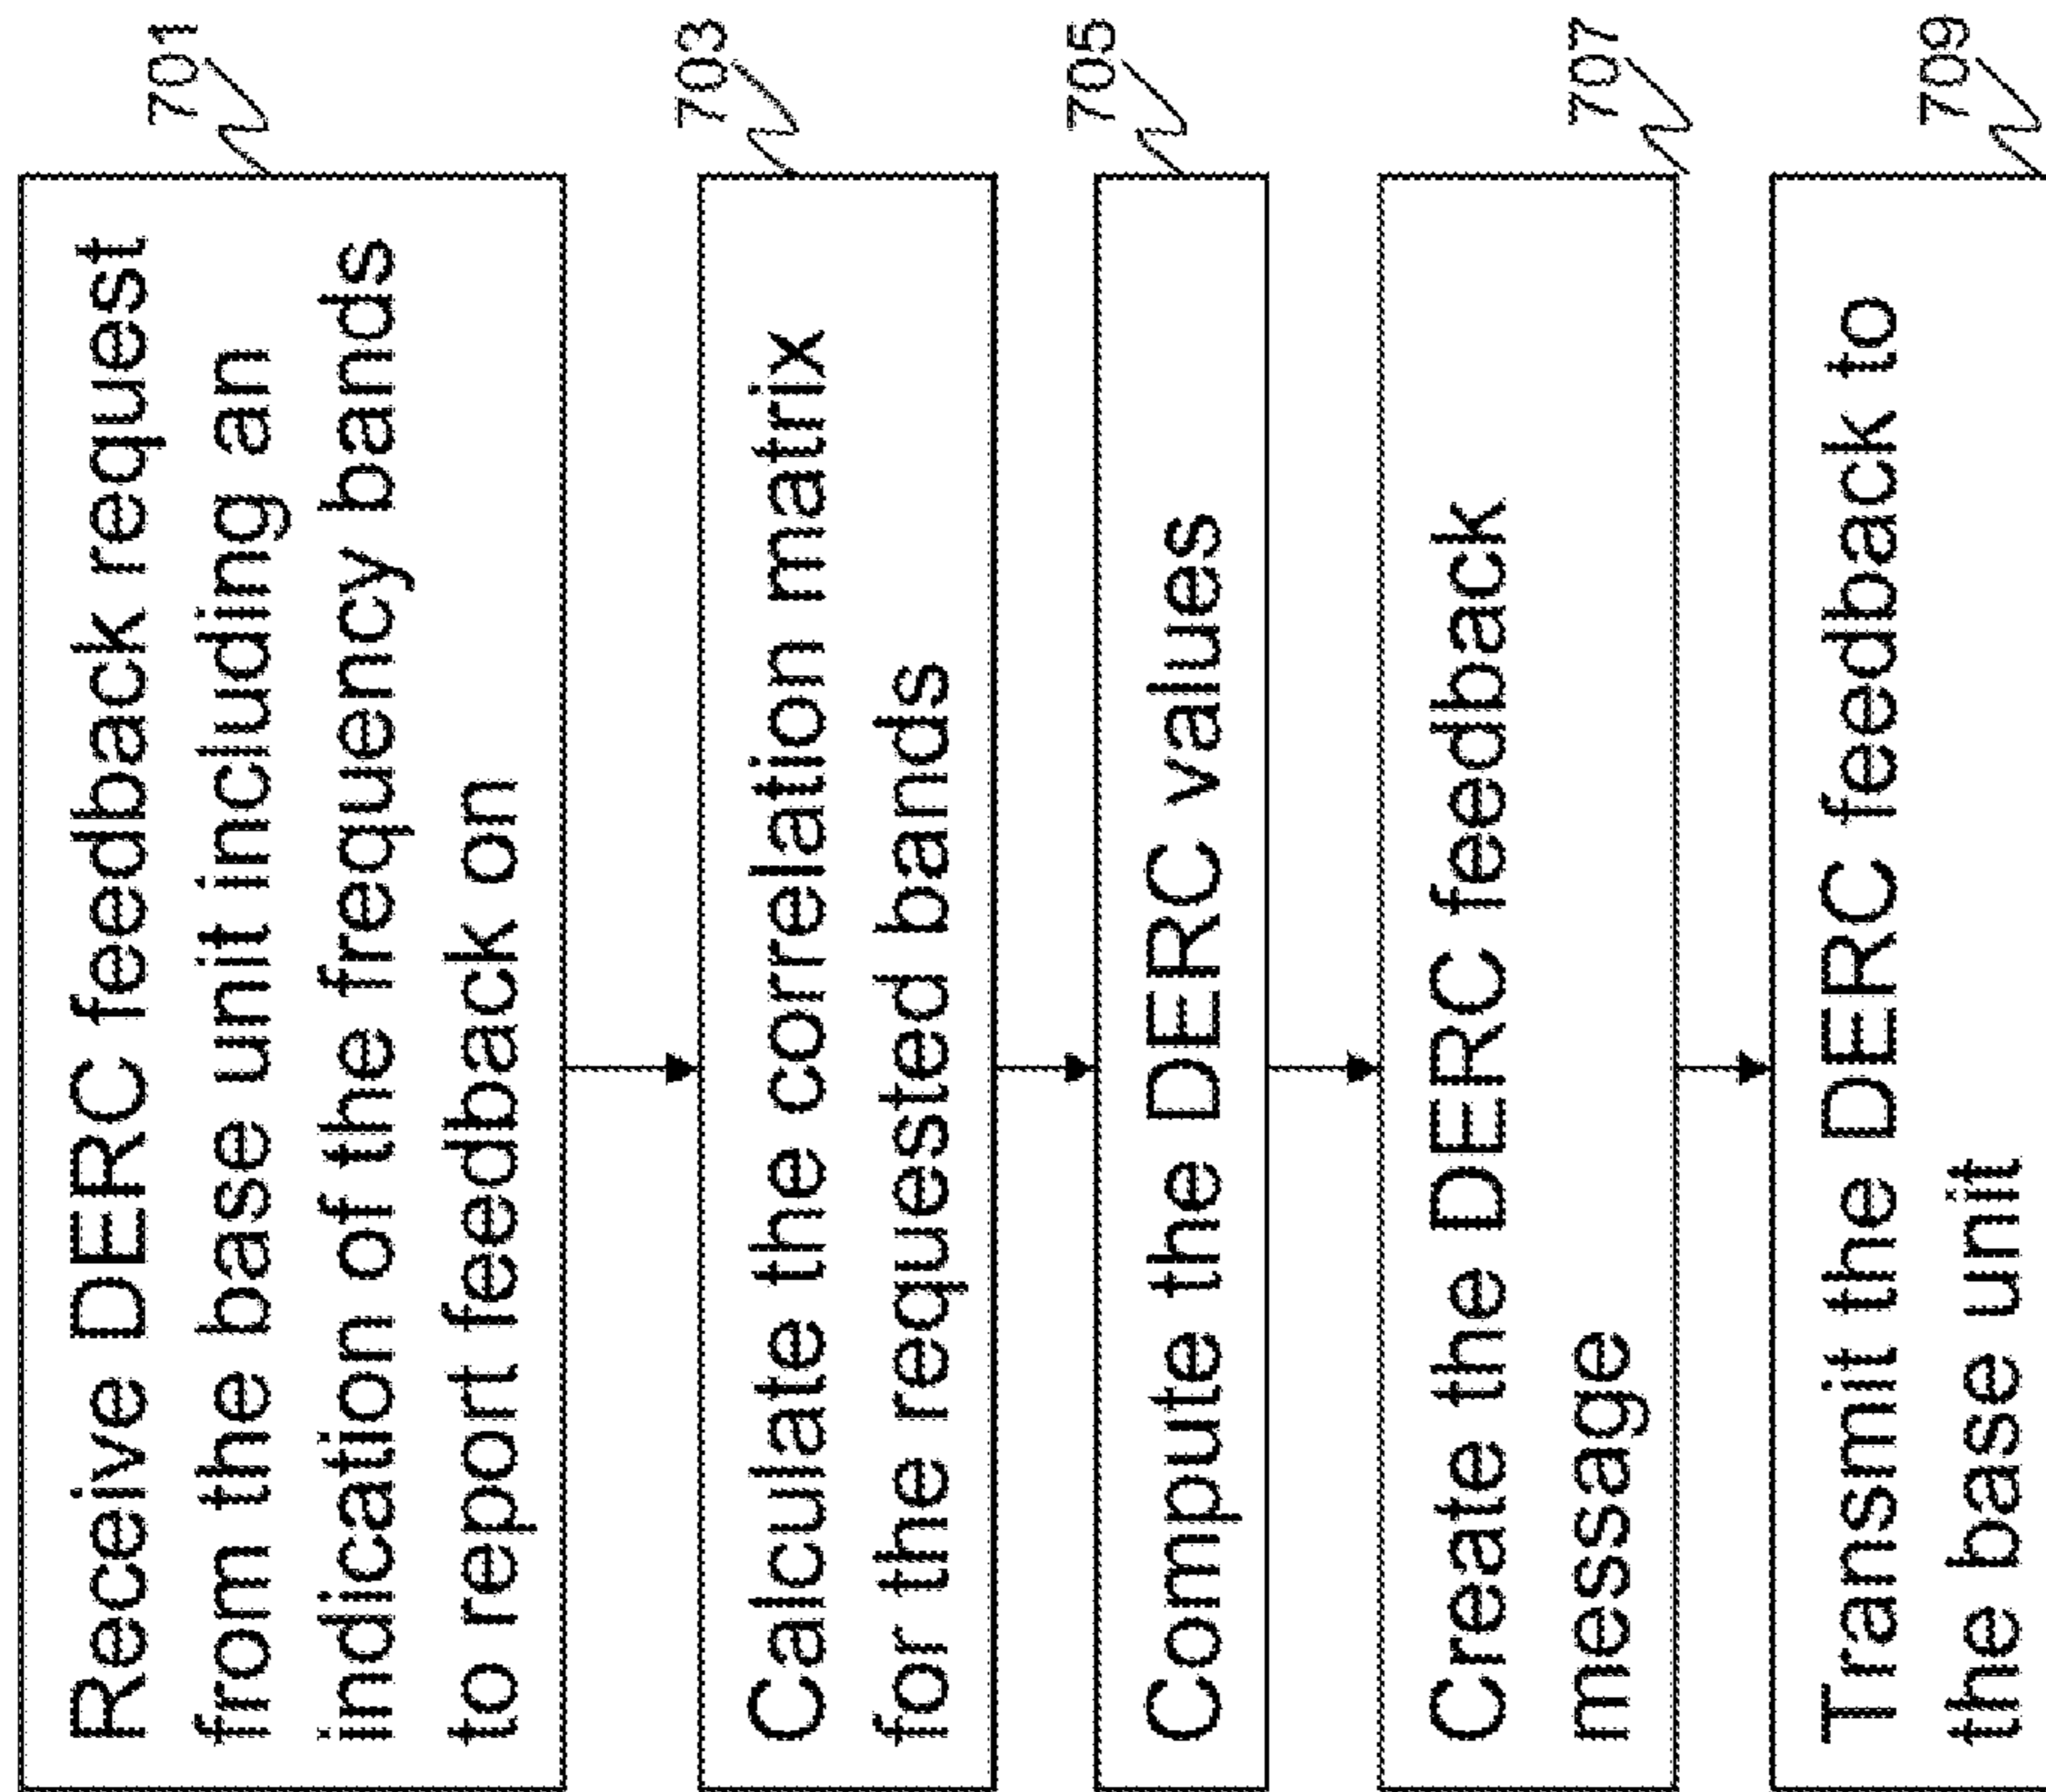 Receive DERC feedback request
from the base unit including an
indication of the frequency bands
to report feedback on
701
Calculate the correlation matrix
for the requested bands
703
Compute the DERC values
705
Create the DERC feedback
message
707
Transmit the DERC feedback to
the base unit
709